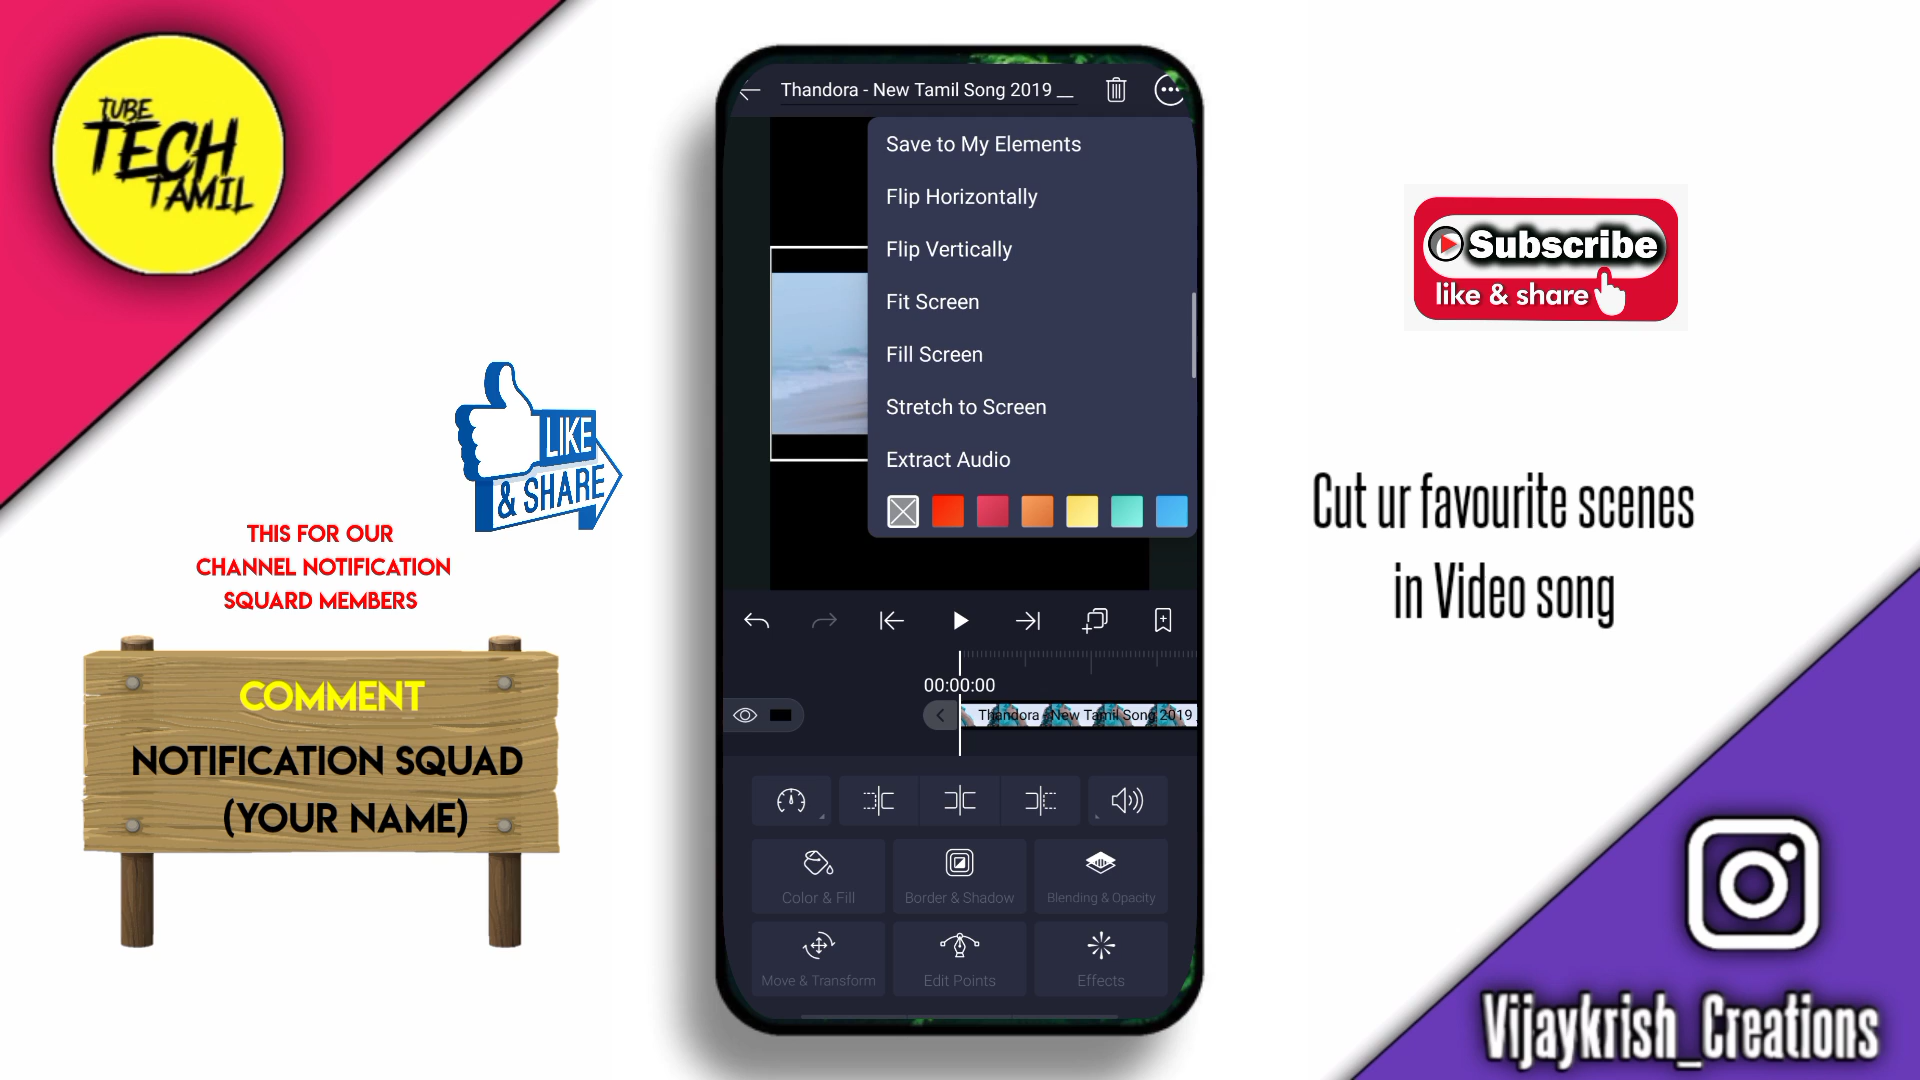 TUBE
TECH
TAMIL
LIKE
& SHARE
THIS FOR OUR
CHANNEL NOTIFICATION
SQUARD MEMBERS
COMMENT
NOTIFICATION SQUAD
(YOUR NAME)
Thandora - New Tamil Song 2019 __
Save to My Elements
Flip Horizontally
Flip Vertically
Fit Screen
Fill Screen
Stretch to Screen
Extract Audio
00:00:00
Thandora - New Tamil Song 2019
Color & Fill
Border & Shadow
Blending & Opacity
Move & Transform
Edit Points
Effects
Subscribe
like & share
Cut ur favourite scenes
in Video song
Vijaykrish_Creations